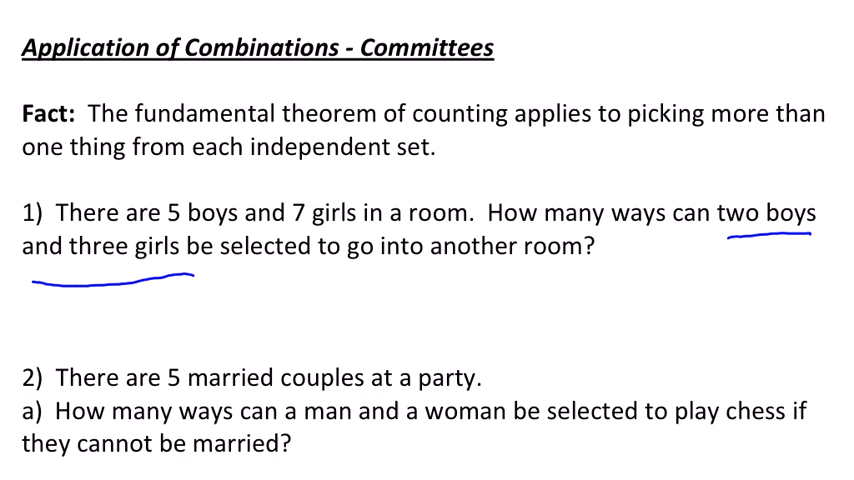 Application of Combinations - Committees
Fact: The fundamental theorem of counting applies to picking more than
one thing from each independent set.
1) There are 5 boys and 7 girls in a room. How many ways can two boys
and three girls be selected to go into another room?
2) There are 5 married couples at a party.
a) How many ways can a man and a woman be selected to play chess if
they cannot be married?